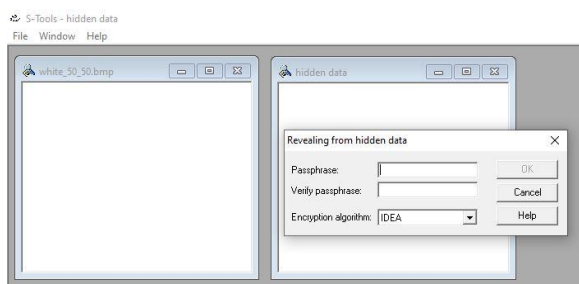 S-Tools - hidden data
File Window Help
white_50_50.bmp
hidden data
Revealing from hidden data
Passphrase:
OK
Verify passphrase:
Cancel
Encryption algorithm: IDEA
Help